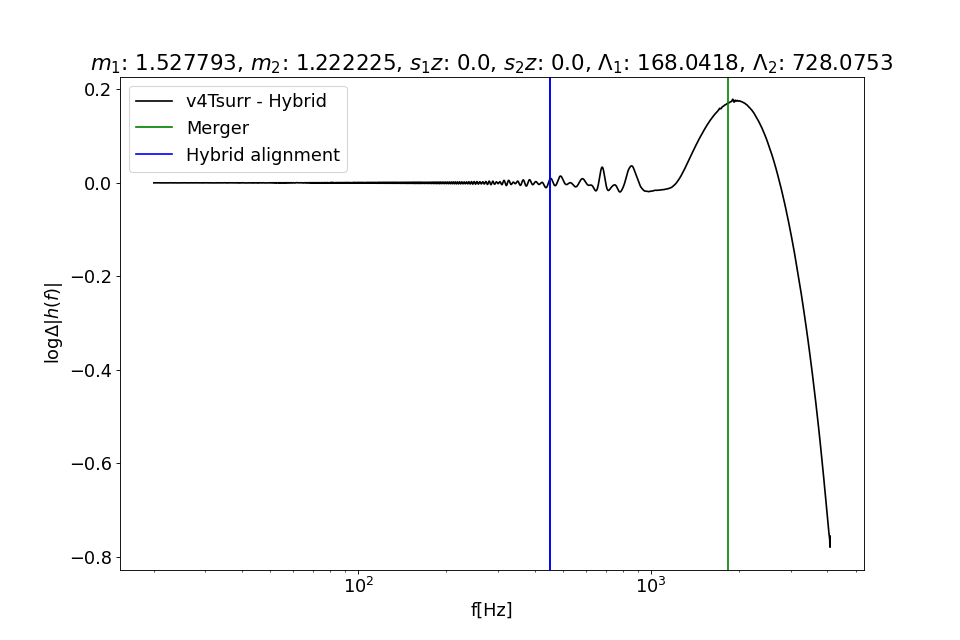 m₁: 1.527793, m₂: 1.222225, s₁z: 0.0, s₂z: 0.0, Λ₁: 168.0418, Λ₂: 728.0753
v4Tsurr - Hybrid
Merger
Hybrid alignment
0.2
0.0
−0.2
−0.4
−0.6
−0.8
logΔ|h(f)|
10² 10³
f[Hz]